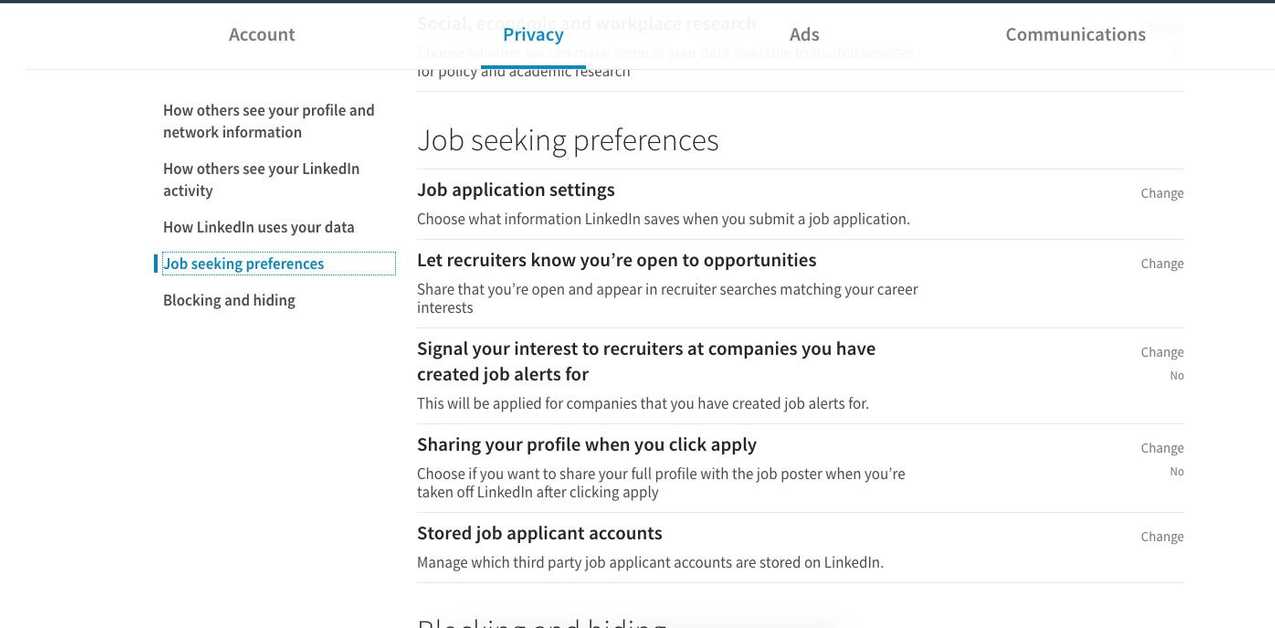 Account
Privacy
Ads
Communications
Social, economic and workplace research
for policy and academic research
How others see your profile and
network information
How others see your LinkedIn
activity
How LinkedIn uses your data
Job seeking preferences
Blocking and hiding
Job seeking preferences
Job application settings
Change
Choose what information LinkedIn saves when you submit a job application.
Let recruiters know you’re open to opportunities
Change
Share that you’re open and appear in recruiter searches matching your career
interests
Signal your interest to recruiters at companies you have
created job alerts for
Change
No
This will be applied for companies that you have created job alerts for.
Sharing your profile when you click apply
Change
No
Choose if you want to share your full profile with the job poster when you’re
taken off LinkedIn after clicking apply
Stored job applicant accounts
Change
Manage which third party job applicant accounts are stored on LinkedIn.
Blocking and hiding